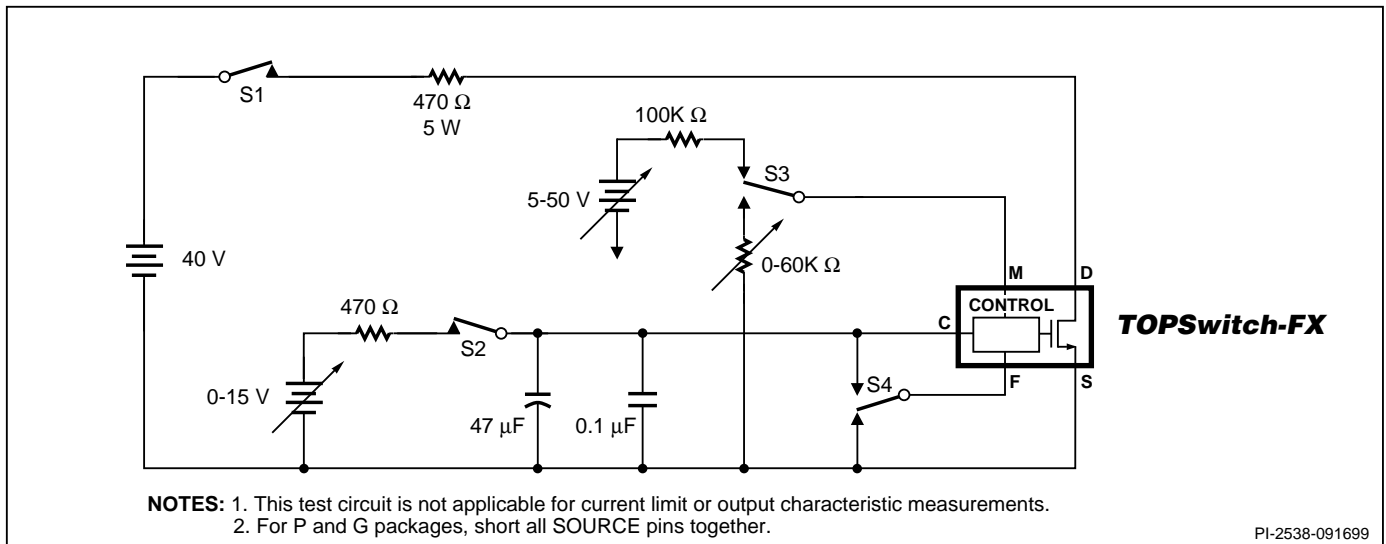 S1
470 Ω
5 W
100K Ω
S3
5-50 V
40 V
0-60K Ω
M
D
470 Ω
CONTROL
C
TOPSwitch-FX
S2
S4
F
S
0-15 V
47 µF
0.1 µF
NOTES: 1. This test circuit is not applicable for current limit or output characteristic measurements.
2. For P and G packages, short all SOURCE pins together.
PI-2538-091699